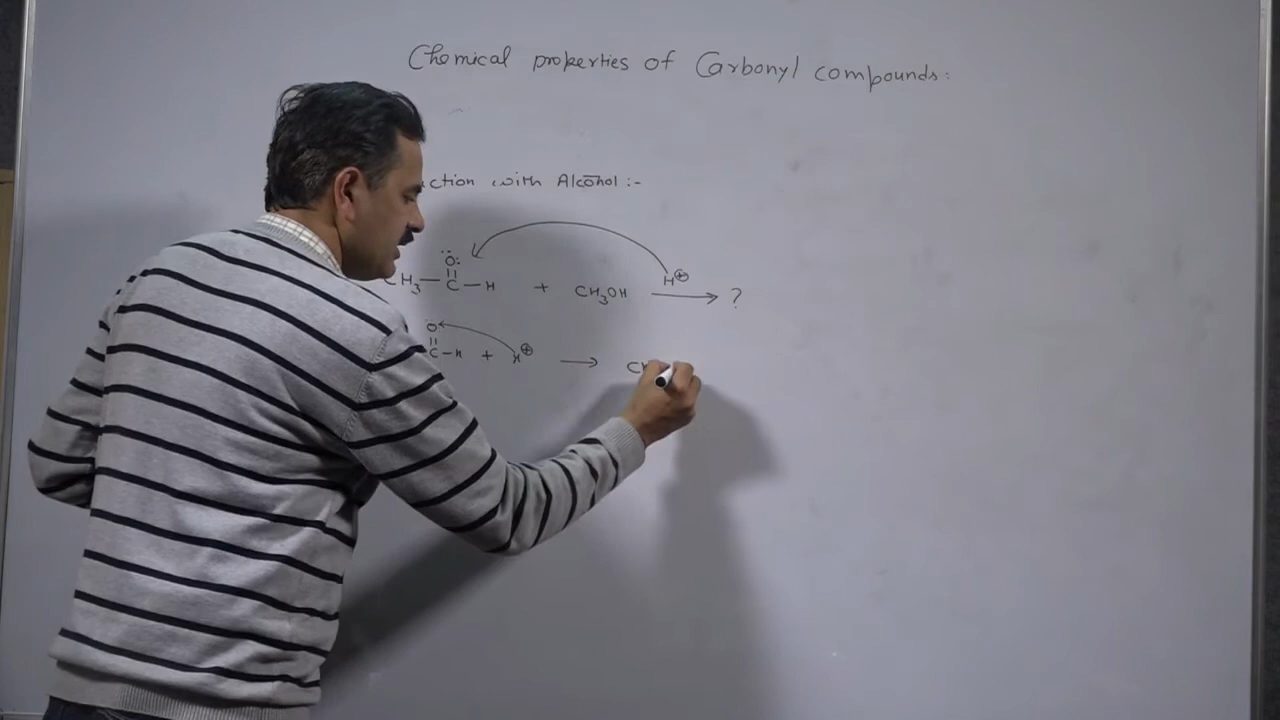 Chemical properties of Carbonyl compounds:
ction with Alcohol :-
Ö: H⊕
CH₃—C—H + CH₃OH ⟶ ?
O
C-H + H⊕ ⟶ C